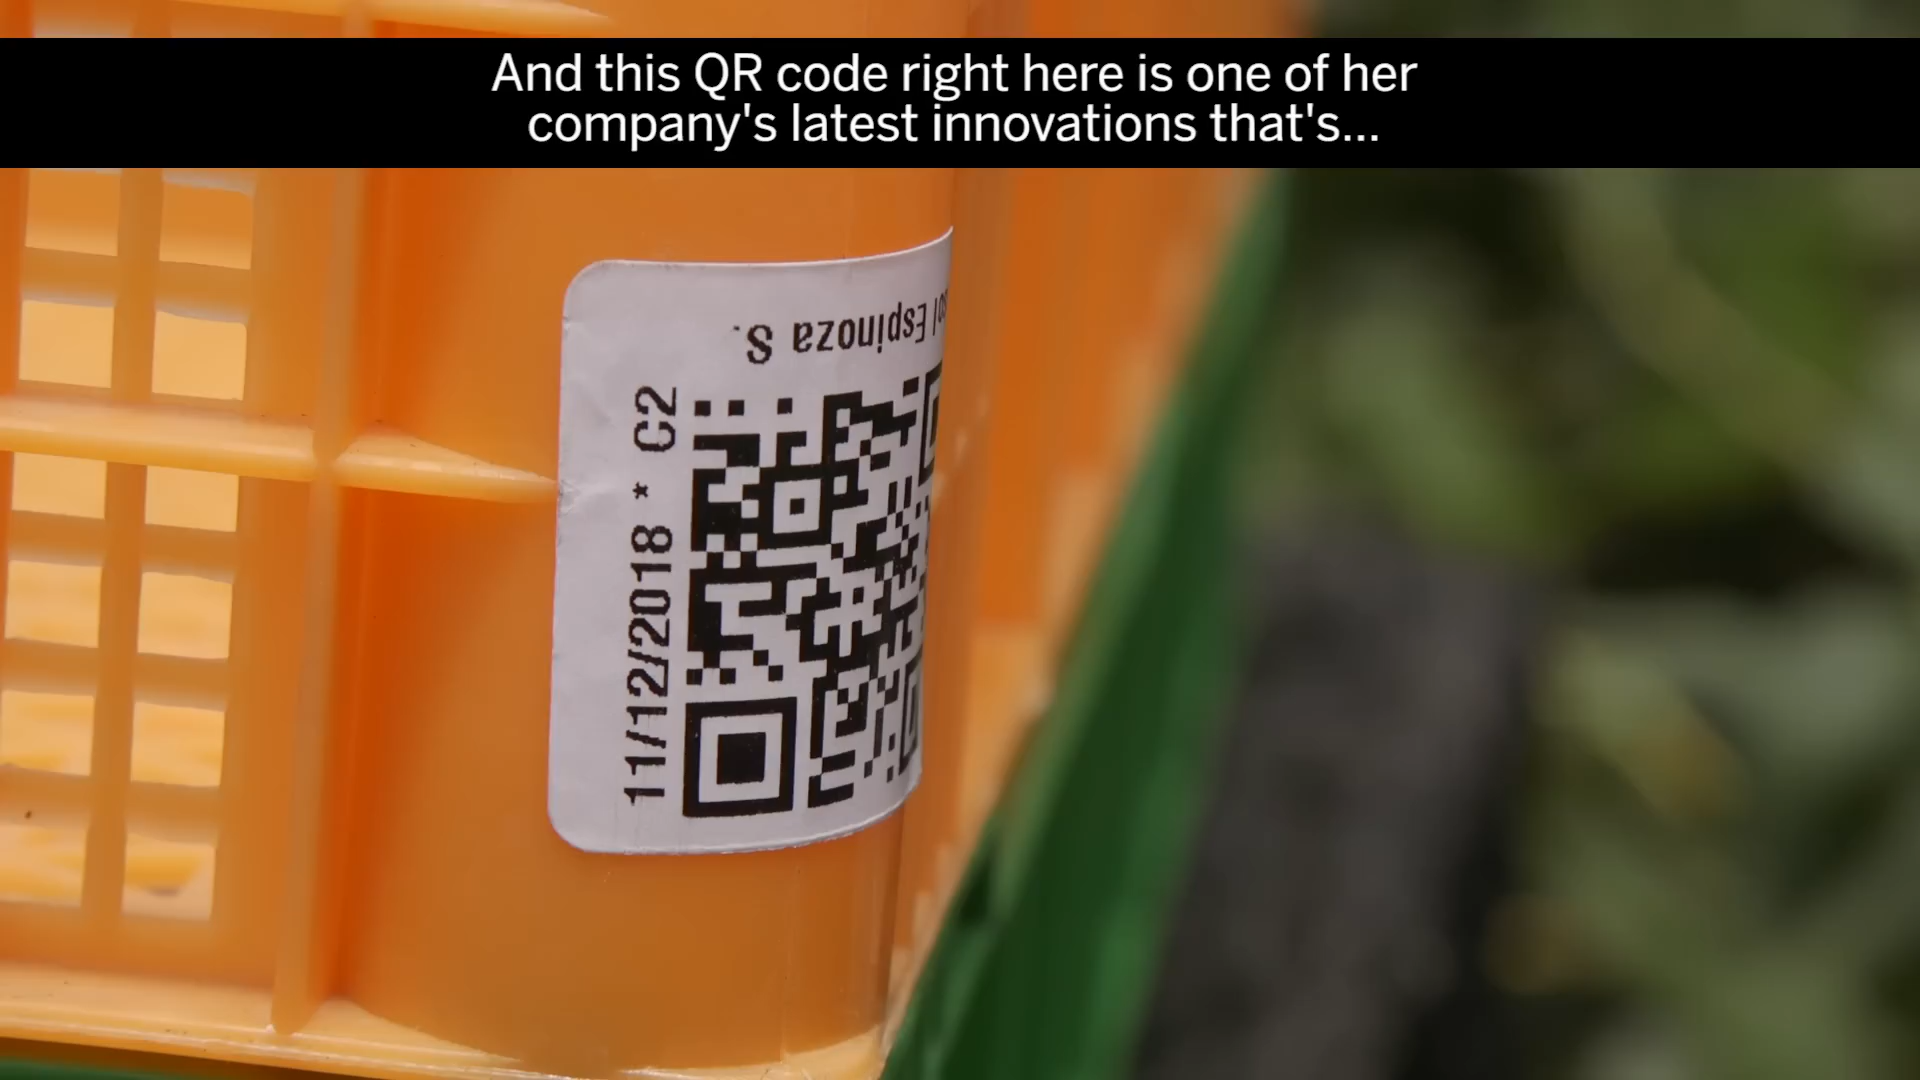 And this QR code right here is one of her
company's latest innovations that's...
Espinoza S.
11/12/2018 * C2